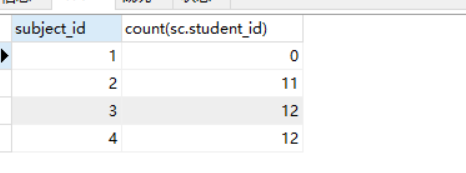 subject_id count(sc.student_id)
1 0
2 11
3 12
4 12